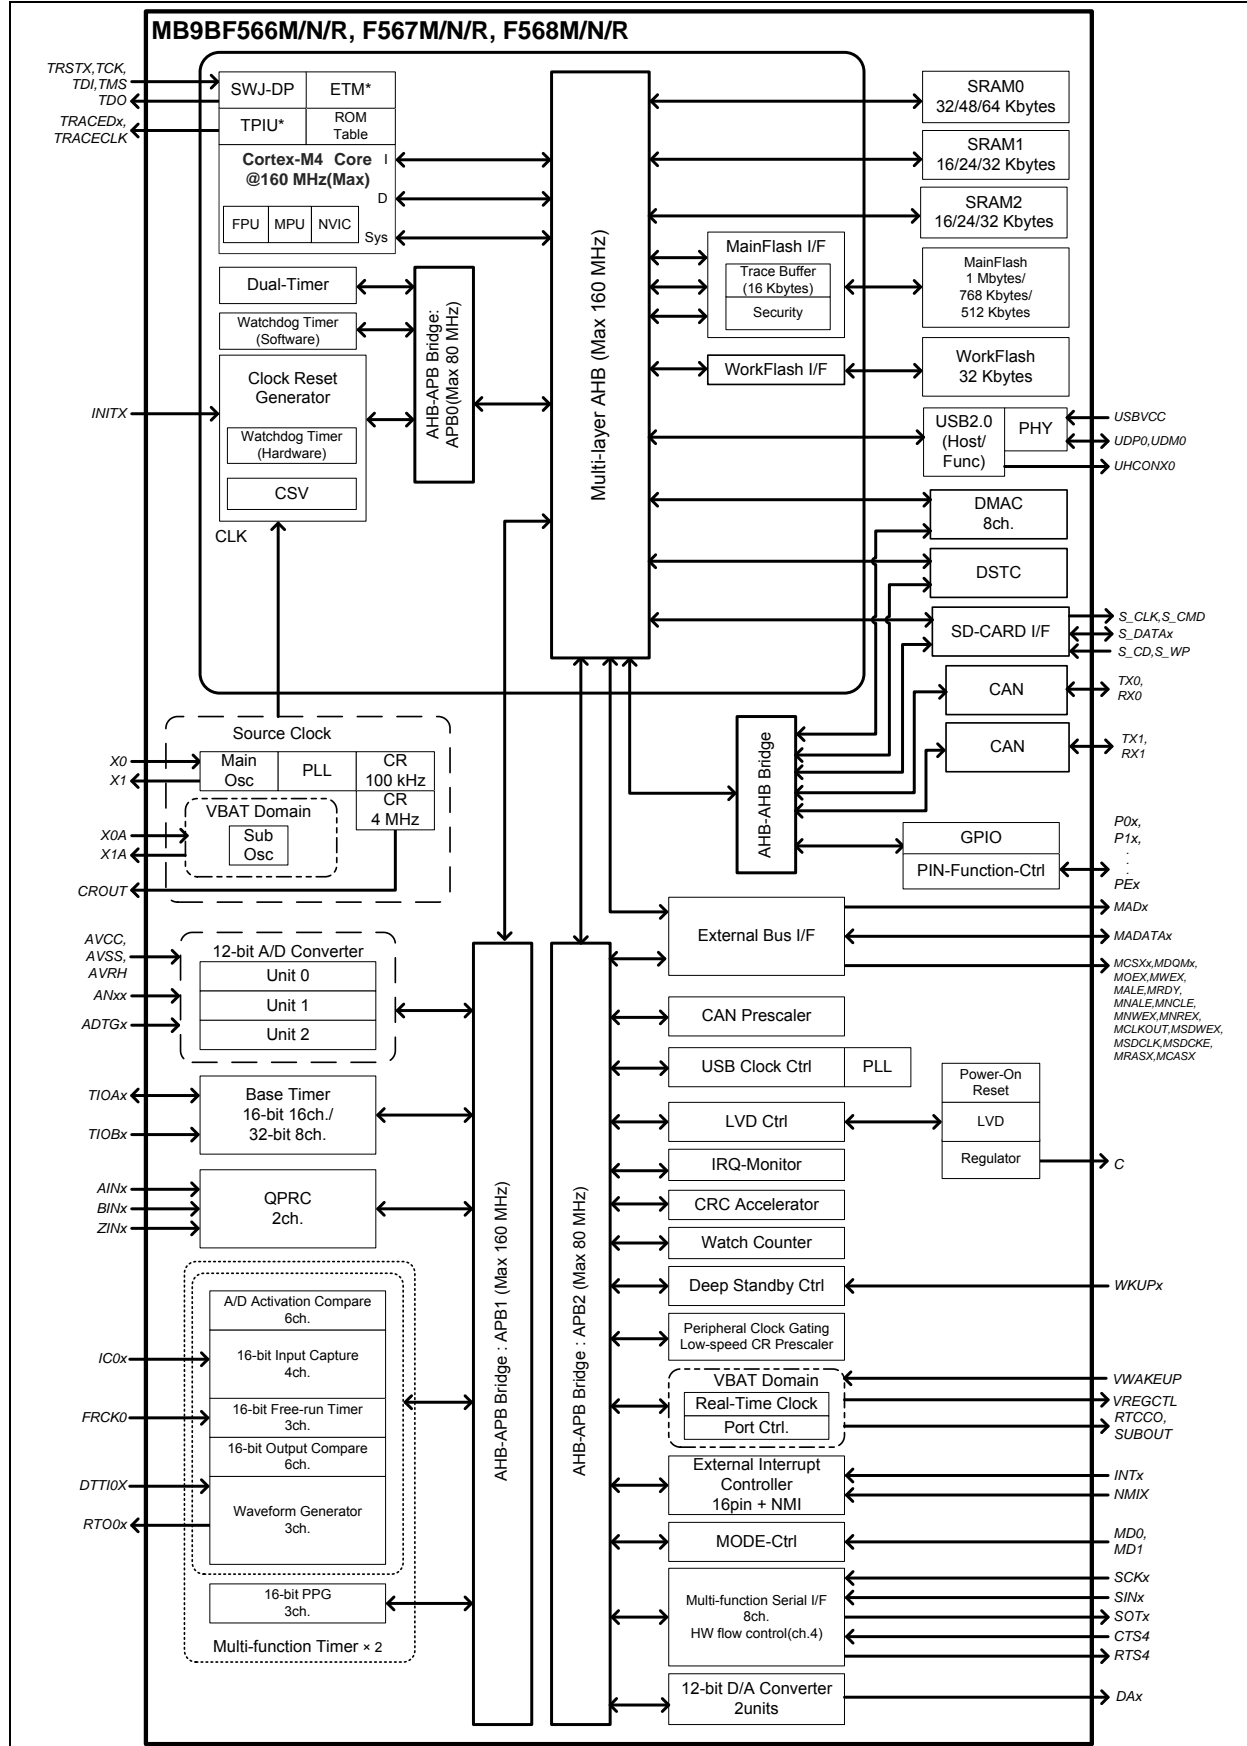 MB9BF566M/N/R, F567M/N/R, F568M/N/R
TRSTX,TCK,
TDI,TMS
TDO
TRACEDx,
TRACECLK
SWJ-DP
ETM*
TPIU*
ROM
Table
Cortex-M4 Core
@160 MHz(Max)
I
D
Sys
FPU
MPU
NVIC
Dual-Timer
Watchdog Timer
(Software)
Clock Reset
Generator
Watchdog Timer
(Hardware)
CSV
CLK
INITX
AHB-APB Bridge:
APB0(Max 80 MHz)
Multi-layer AHB (Max 160 MHz)
SRAM0
32/48/64 Kbytes
SRAM1
16/24/32 Kbytes
SRAM2
16/24/32 Kbytes
MainFlash I/F
Trace Buffer
(16 Kbytes)
Security
MainFlash
1 Mbytes/
768 Kbytes/
512 Kbytes
WorkFlash I/F
WorkFlash
32 Kbytes
USB2.0
(Host/
Func)
PHY
USBVCC
UDP0,UDM0
UHCONX0
DMAC
8ch.
DSTC
SD-CARD I/F
S_CLK,S_CMD
S_DATAx
S_CD,S_WP
CAN
TX0,
RX0
CAN
TX1,
RX1
AHB-AHB Bridge
GPIO
PIN-Function-Ctrl
P0x,
P1x,
.
.
PEx
Source Clock
Main
Osc
PLL
CR
100 kHz
CR
4 MHz
VBAT Domain
Sub
Osc
X0
X1
X0A
X1A
CROUT
AVCC,
AVSS,
AVRH
ANxx
ADTGx
12-bit A/D Converter
Unit 0
Unit 1
Unit 2
TIOAx
TIOBx
Base Timer
16-bit 16ch./
32-bit 8ch.
AINx
BINx
ZINx
QPRC
2ch.
A/D Activation Compare
6ch.
16-bit Input Capture
4ch.
16-bit Free-run Timer
3ch.
16-bit Output Compare
6ch.
Waveform Generator
3ch.
16-bit PPG
3ch.
Multi-function Timer × 2
IC0x
FRCK0
DTTI0X
RTO0x
AHB-APB Bridge : APB1 (Max 160 MHz)
AHB-APB Bridge : APB2 (Max 80 MHz)
External Bus I/F
MADx
MADATAx
MCSXx,MDQMx,
MOEX,MWEX,
MALE,MRDY,
MNALE,MNCLE,
MNWEX,MNREX,
MCLKOUT,MSDWEX,
MSDCLK,MSDCKE,
MRASX,MCASX
CAN Prescaler
USB Clock Ctrl
PLL
LVD Ctrl
Power-On
Reset
LVD
Regulator
C
IRQ-Monitor
CRC Accelerator
Watch Counter
Deep Standby Ctrl
WKUPx
Peripheral Clock Gating
Low-speed CR Prescaler
VBAT Domain
Real-Time Clock
Port Ctrl.
VWAKEUP
VREGCTL
RTCCO,
SUBOUT
External Interrupt
Controller
16pin + NMI
INTx
NMIX
MODE-Ctrl
MD0,
MD1
Multi-function Serial I/F
8ch.
HW flow control(ch.4)
SCKx
SINx
SOTx
CTS4
RTS4
12-bit D/A Converter
2units
DAx